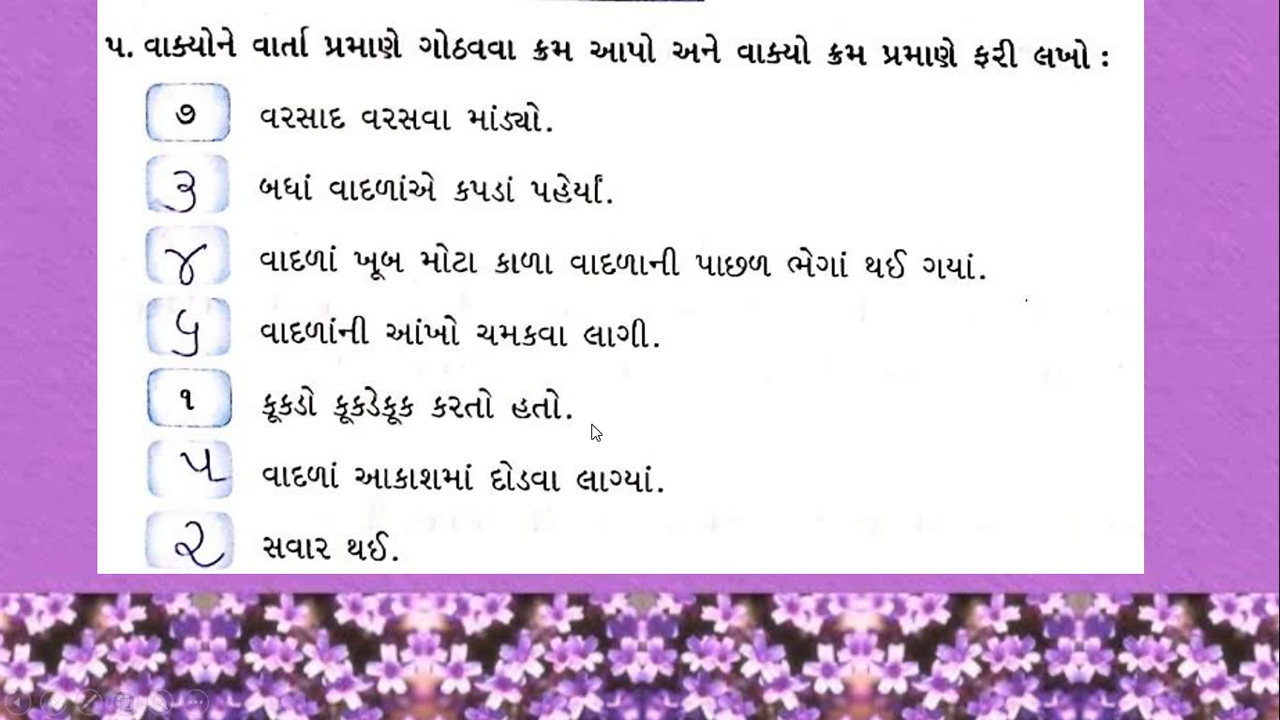 ૫. વાક્યોને વાર્તા પ્રમાણે ગોઠવવા ક્રમ આપો અને વાક્યો ક્રમ પ્રમાણે ફરી લખો :
૭ વરસાદ વરસવા માંડ્યો.
૩ બધાં વાદળાંએ કપડાં પહેર્યાં.
૪ વાદળાં ખૂબ મોટા કાળા વાદળાની પાછળ ભેગાં થઈ ગયાં.
૬ વાદળાંની આંખો ચમકવા લાગી.
૧ કૂકડો કૂકડેકૂક કરતો હતો.
૫ વાદળાં આકાશમાં દોડવા લાગ્યાં.
૨ સવાર થઈ.